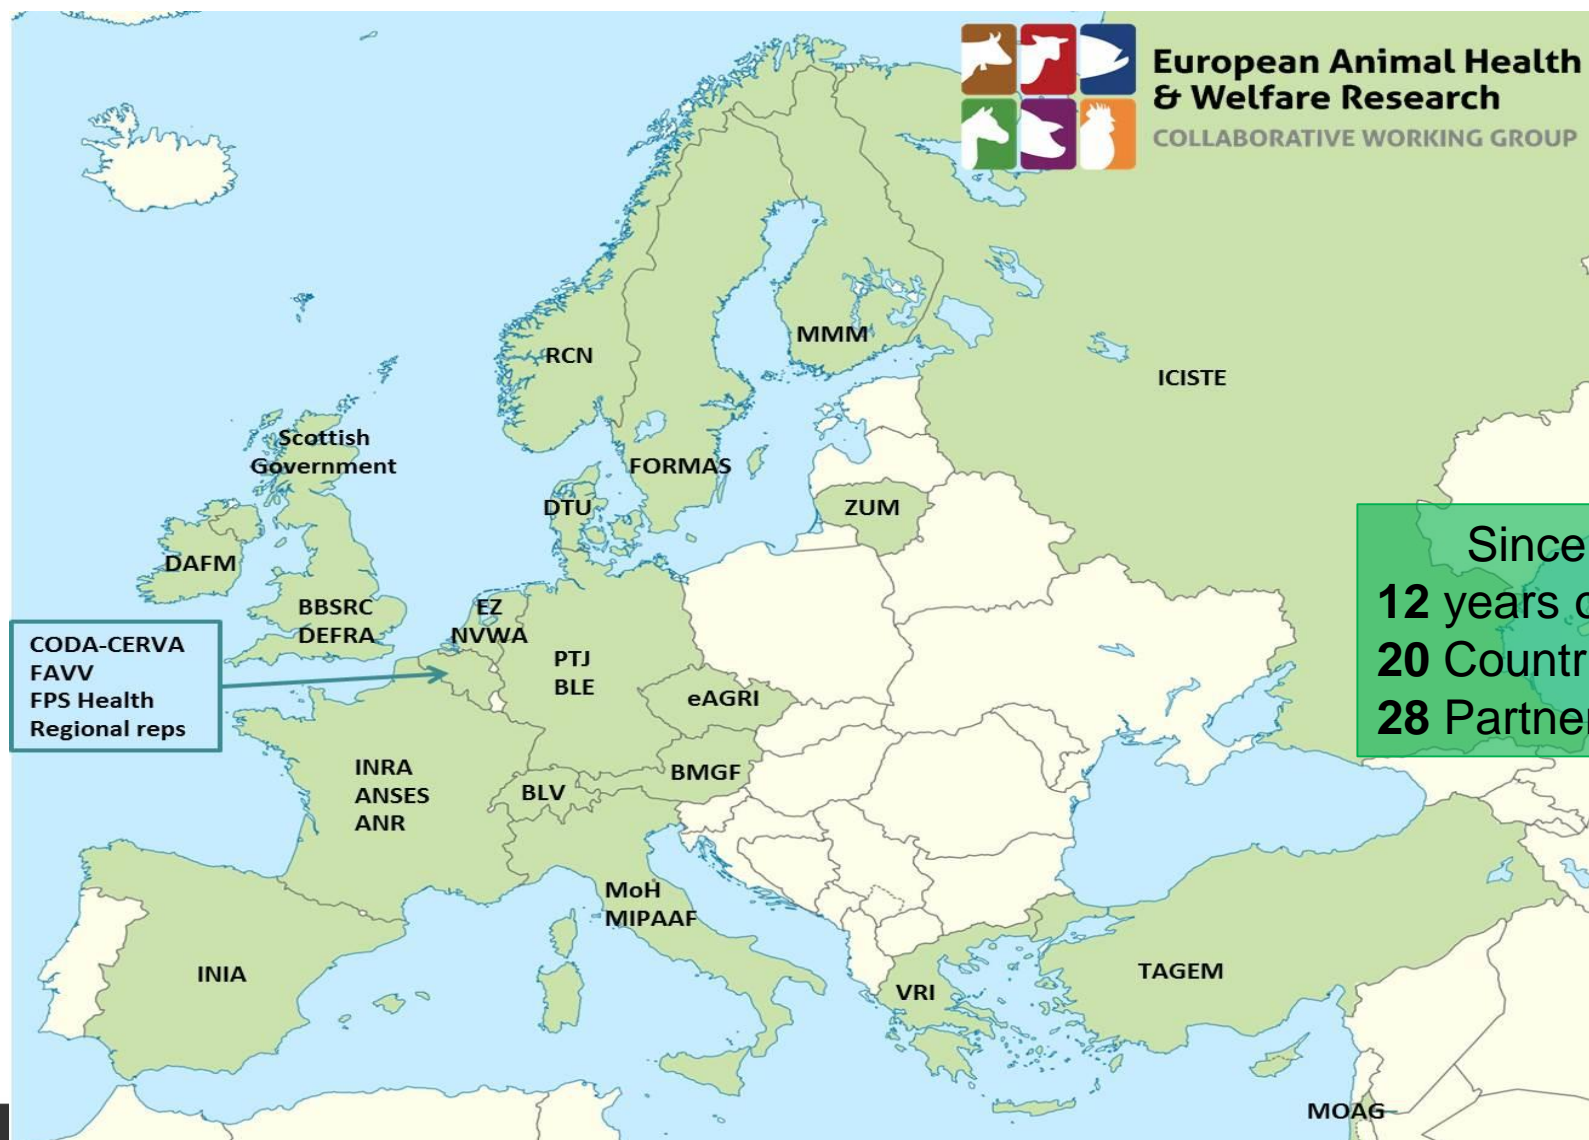 European Animal Health
& Welfare Research
COLLABORATIVE WORKING GROUP
RCN
MMM
ICISTE
Scottish
Government
FORMAS
DTU
ZUM
DAFM
BBSRC
DEFRA
EZ
NVWA
PTJ
BLE
eAGRI
CODA-CERVA
FAVV
FPS Health
Regional reps
Since
12 years
20
28
INRA
ANSES
ANR
BLV
BMGF
MoH
MIPAAF
INIA
VRI
TAGEM
MOAG